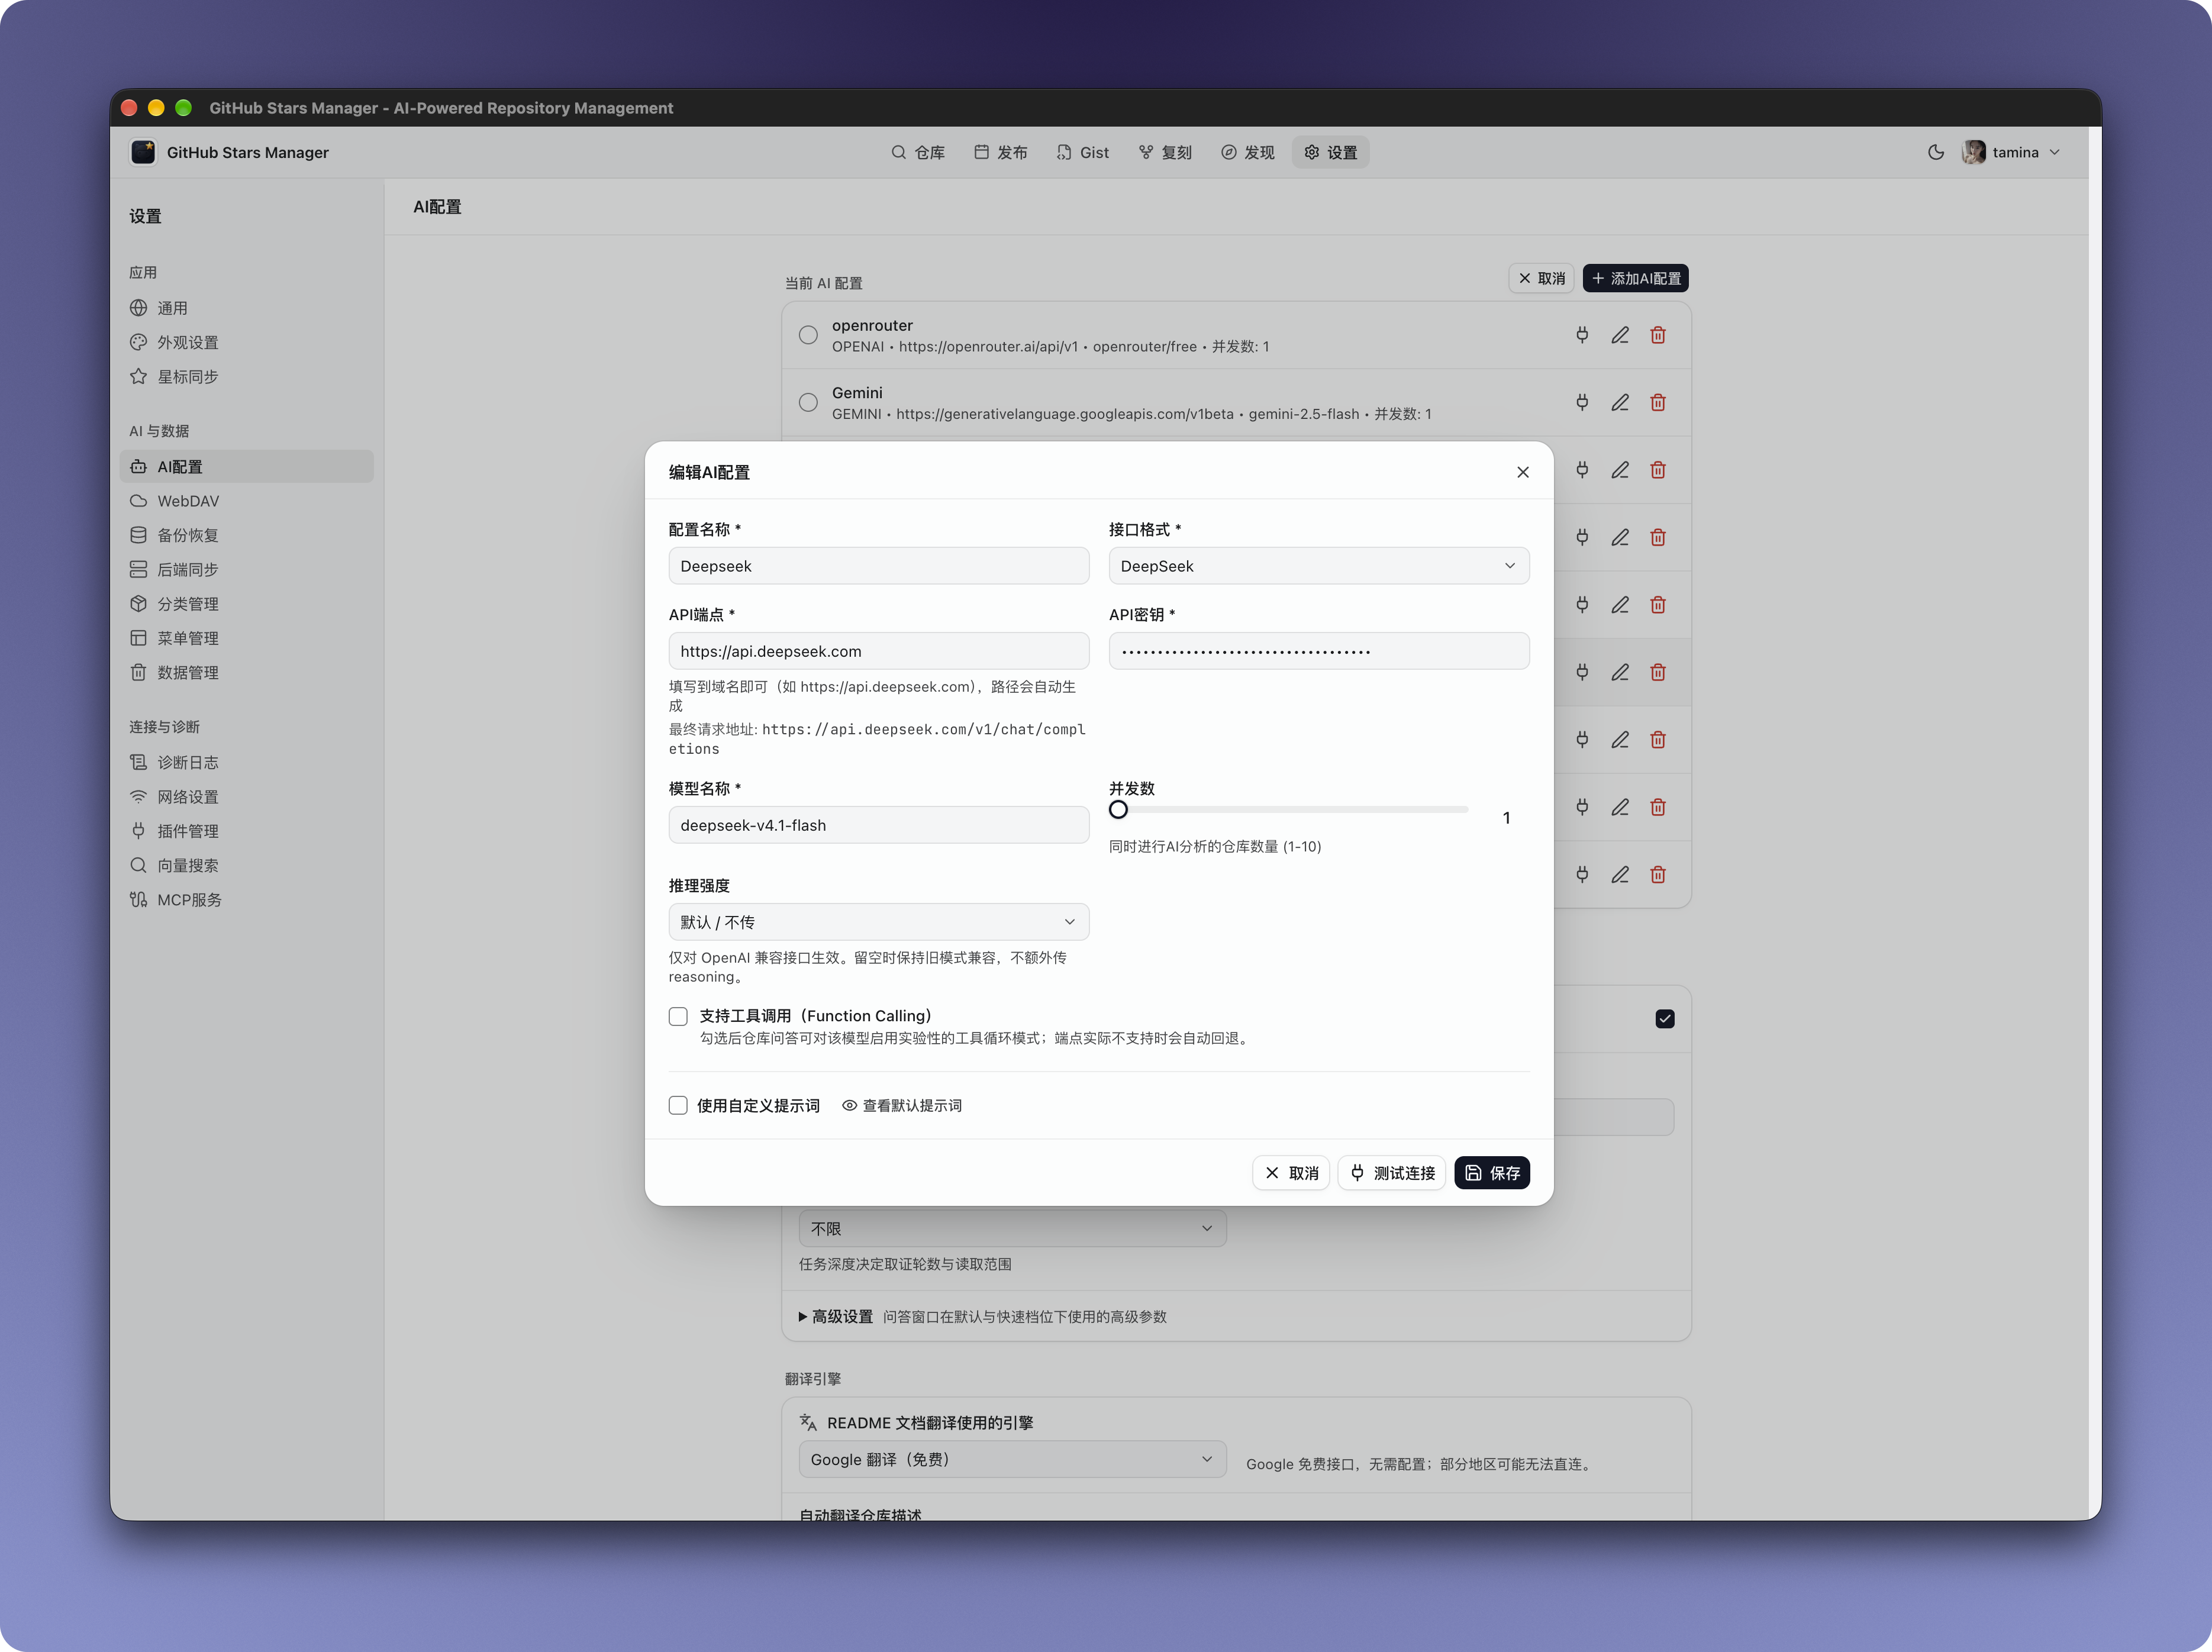 GitHub Stars Manager - AI-Powered Repository Management
GitHub Stars Manager
仓库
发布
Gist
复刻
发现
设置
tamina
设置
应用
通用
外观设置
星标同步
AI 与数据
AI配置
WebDAV
备份恢复
后端同步
分类管理
菜单管理
数据管理
连接与诊断
诊断日志
网络设置
插件管理
向量搜索
MCP服务
AI配置
当前 AI 配置
取消
添加AI配置
openrouter
OPENAI • https://openrouter.ai/api/v1 • openrouter/free • 并发数: 1
Gemini
GEMINI • https://generativelanguage.googleapis.com/v1beta • gemini-2.5-flash • 并发数: 1
编辑AI配置
配置名称 *
Deepseek
接口格式 *
DeepSeek
API端点 *
https://api.deepseek.com
填写到域名即可（如 https://api.deepseek.com），路径会自动生
成
最终请求地址: https://api.deepseek.com/v1/chat/compl
etions
API密钥 *
••••••••••••••••••••••••••••••••••••
模型名称 *
deepseek-v4.1-flash
并发数
1
同时进行AI分析的仓库数量 (1-10)
推理强度
默认 / 不传
仅对 OpenAI 兼容接口生效。留空时保持旧模式兼容，不额外传
reasoning。
支持工具调用（Function Calling）
勾选后仓库问答可对该模型启用实验性的工具循环模式；端点实际不支持时会自动回退。
使用自定义提示词
查看默认提示词
取消
测试连接
保存
不限
任务深度决定取证轮数与读取范围
高级设置 问答窗口在默认与快速档位下使用的高级参数
翻译引擎
README 文档翻译使用的引擎
Google 翻译（免费）
Google 免费接口，无需配置；部分地区可能无法直连。
自动翻译仓库描述